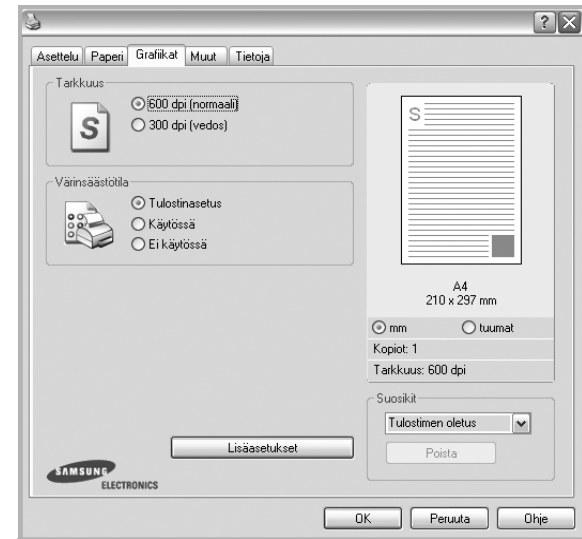 Asettelu Paperi Grafiikat Muut Tietoja
Tarkkuus
S
600 dpi (normaali)
300 dpi (vedos)
Värinsäästötila
Tulostinasetus
Käytössä
Ei käytössä
S
A4
210 x 297 mm
mm tuumat
Kopiot: 1
Tarkkuus: 600 dpi
Suosikit
Tulostimen oletus
Poista
Lisäasetukset
SAMSUNG
ELECTRONICS
OK Peruuta Ohje